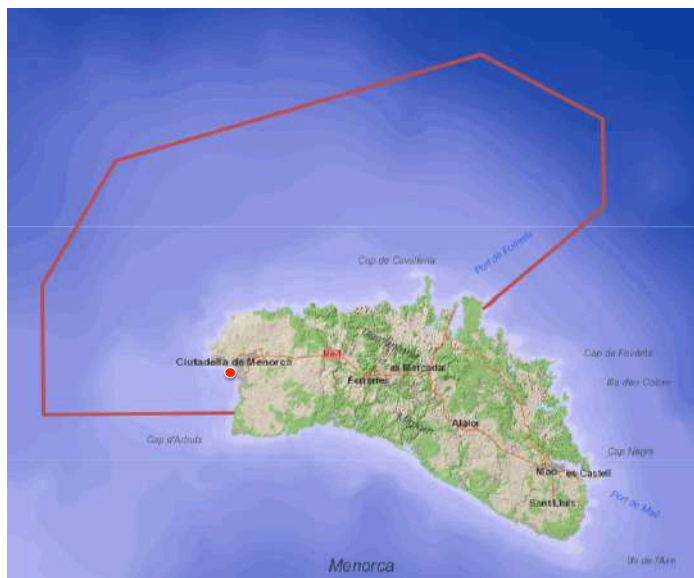 Port de Fornells
Cap de Cavalleria
Me-1
Ciutadella de Menorca
es Mercadal
Ferreries
Cap de Favàritx
Illa d'en Colom
Cap d'Artrutx
Alaior
Cap Negre
Maó
es Castell
Sant Lluís
Port de Maó
Illa de l'Aire
Menorca